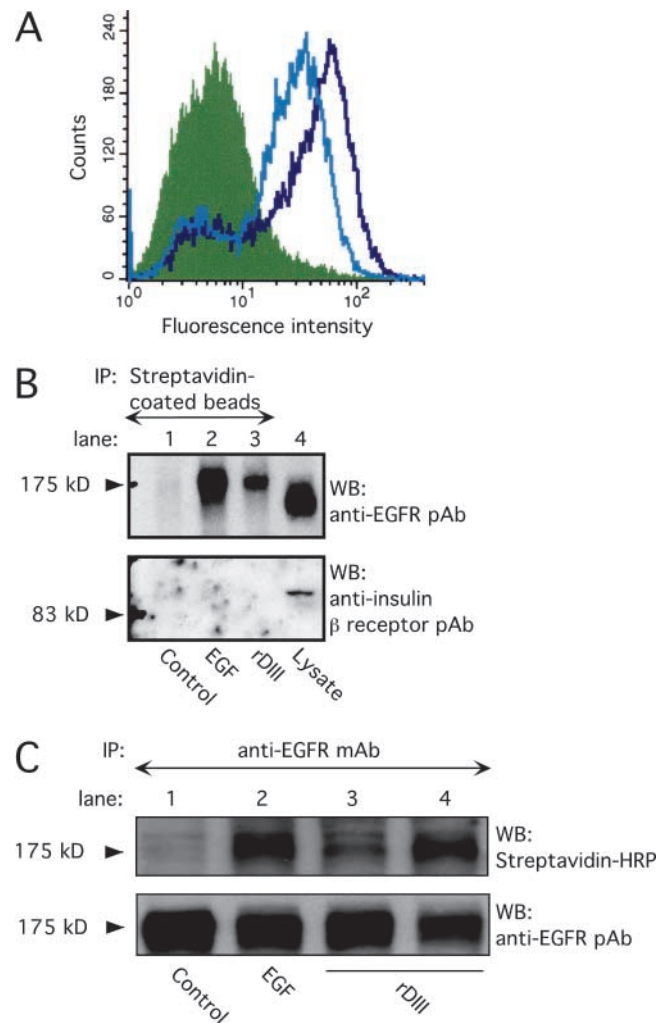 A
240
180
120
60
0
Counts
10⁰ 10¹ 10²
Fluorescence intensity
B
IP: Streptavidin-
coated beads
lane: 1 2 3 4
175 kD
WB:
anti-EGFR pAb
83 kD
WB:
anti-insulin
β receptor pAb
Control EGF rDIII Lysate
C
IP: anti-EGFR mAb
lane: 1 2 3 4
175 kD
WB:
Streptavidin-HRP
175 kD
WB:
anti-EGFR pAb
Control EGF rDIII